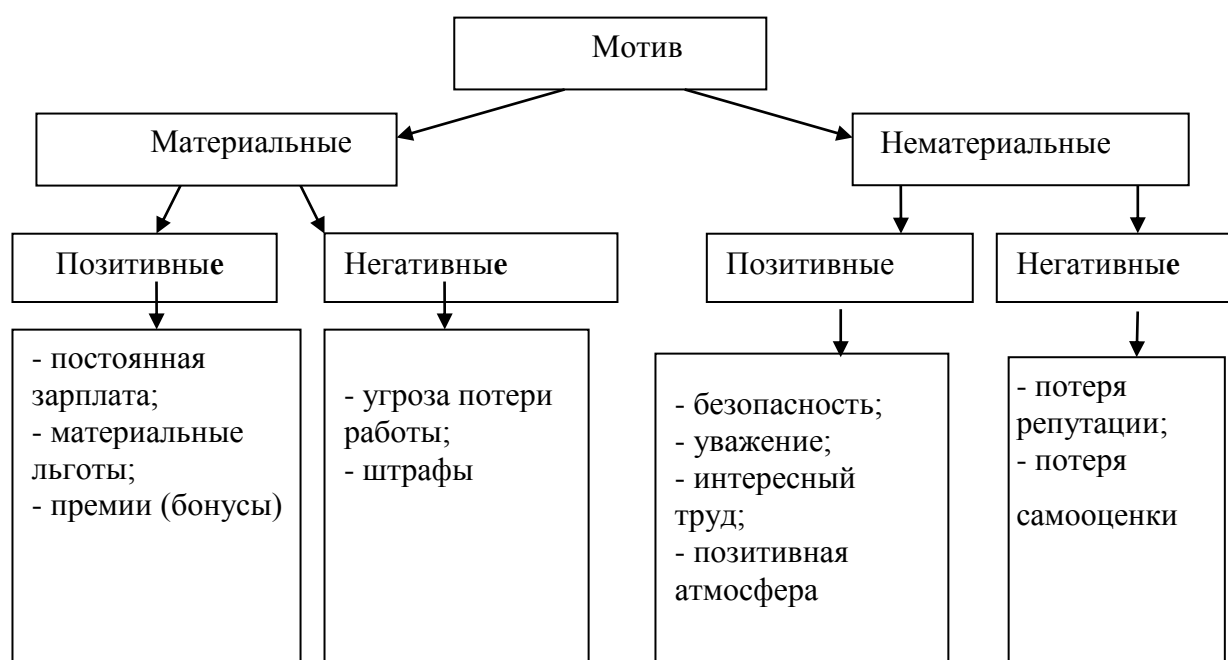 Мотив
Материальные
Нематериальные
Позитивные
Негативные
Позитивные
Негативные
- постоянная
зарплата;
- материальные
льготы;
- премии (бонусы)
- угроза потери
работы;
- штрафы
- безопасность;
- уважение;
- интересный
труд;
- позитивная
атмосфера
- потеря
репутации;
- потеря
самооценки